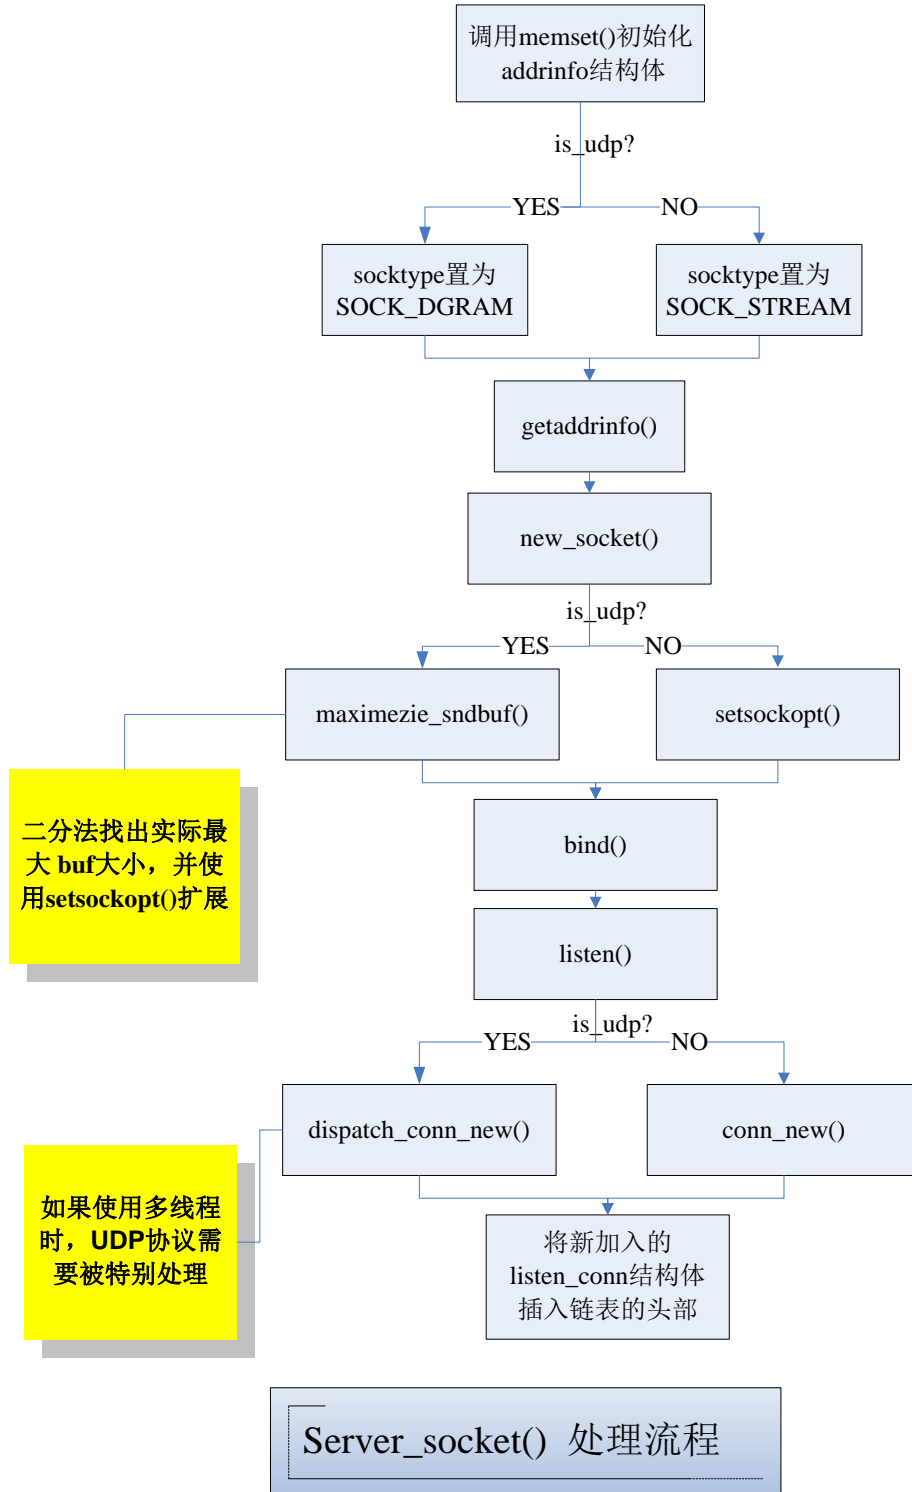 调用memset()初始化
addrinfo结构体
is_udp?
YES
NO
socktype置为
SOCK_DGRAM
socktype置为
SOCK_STREAM
getaddrinfo()
new_socket()
is_udp?
YES
NO
maximezie_sndbuf()
setsockopt()
二分法找出实际最
大 buf大小，并使
用setsockopt()扩展
bind()
listen()
is_udp?
YES
NO
dispatch_conn_new()
conn_new()
如果使用多线程
时，UDP协议需
要被特别处理
将新加入的
listen_conn结构体
插入链表的头部
Server_socket() 处理流程